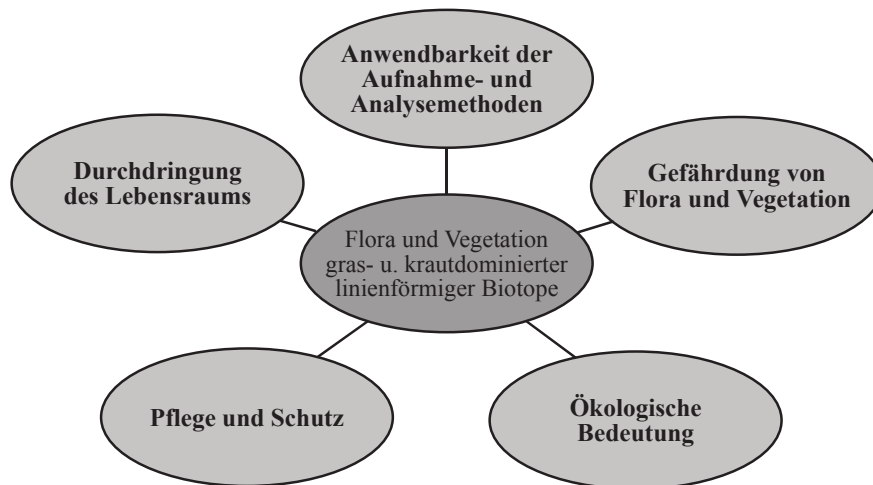 Anwendbarkeit der
Aufnahme- und
Analysemethoden
Durchdringung
des Lebensraums
Gefährdung von
Flora und Vegetation
Flora und Vegetation
gras- u. krautdominierter
linienförmiger Biotope
Pflege und Schutz
Ökologische
Bedeutung